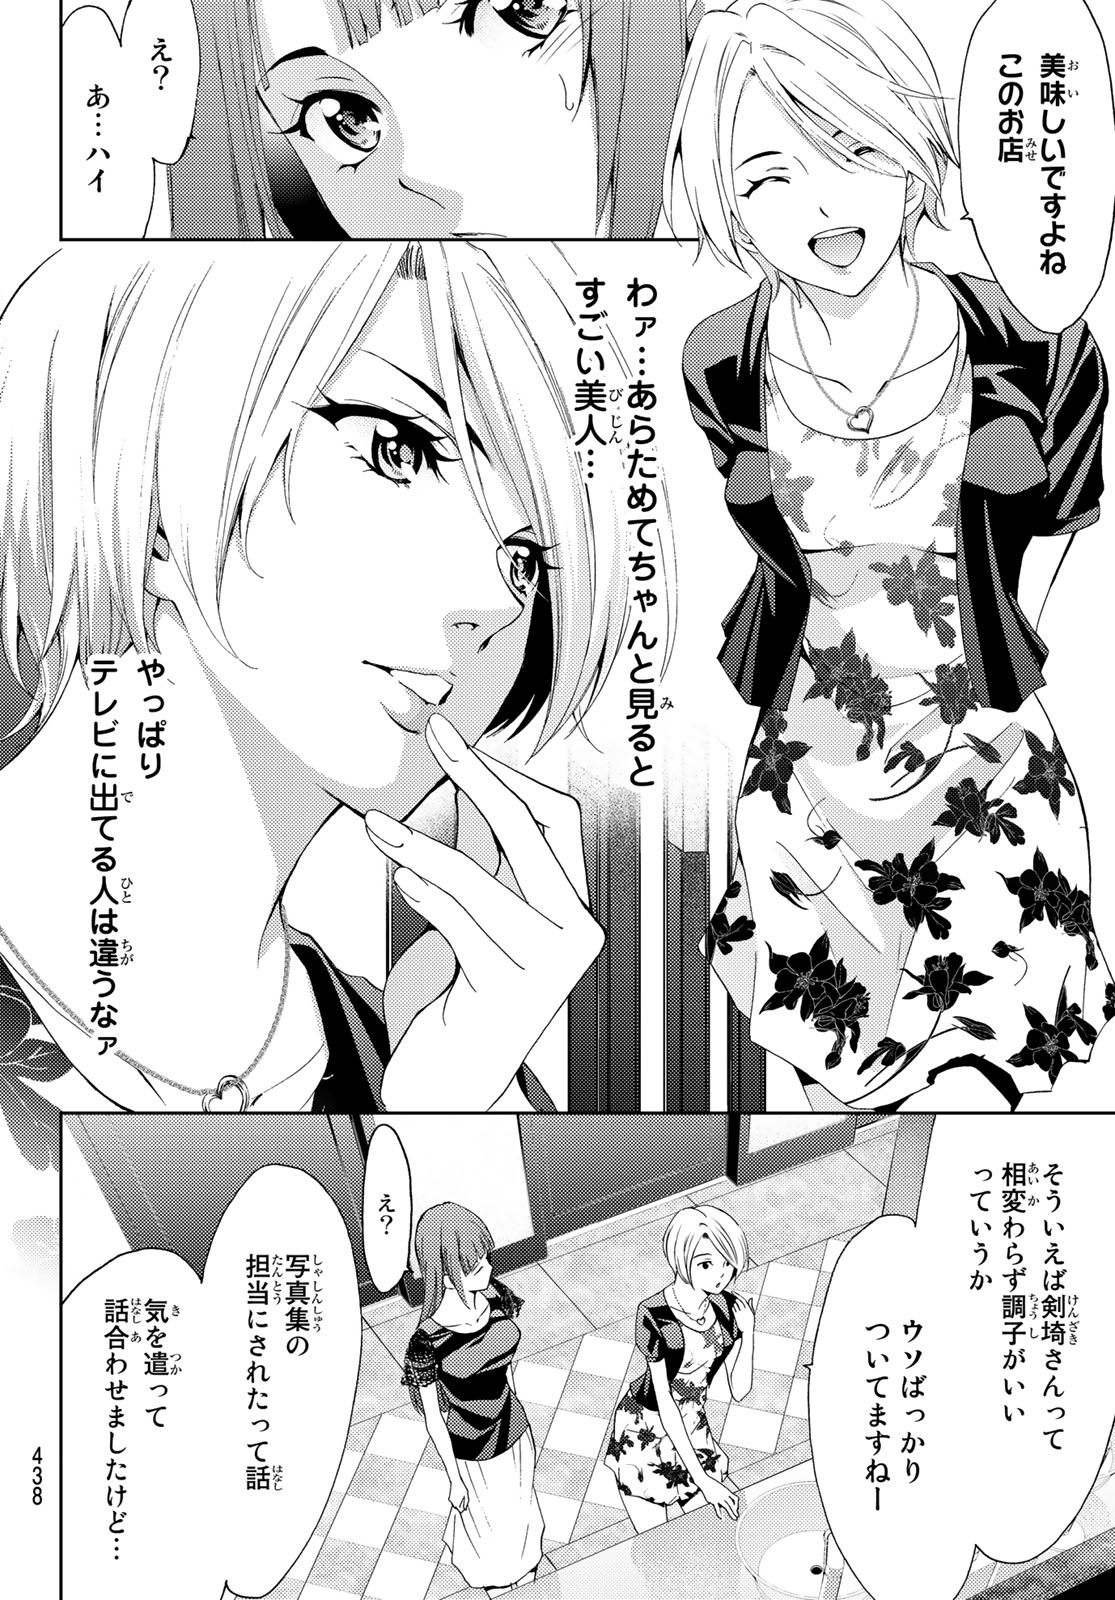 美味しいですよね
このお店
え？
あ…ハイ
わァ…あらためてちゃんと見ると
すごい美人…
やっぱり
テレビに出てる人は違うなァ
そういえば剣埼さんって
相変わらず調子がいい
っていうか
ウソばっかり
ついてますねー
え？
写真集の
担当にされたって話
気を遣って
話合わせましたけど…
438